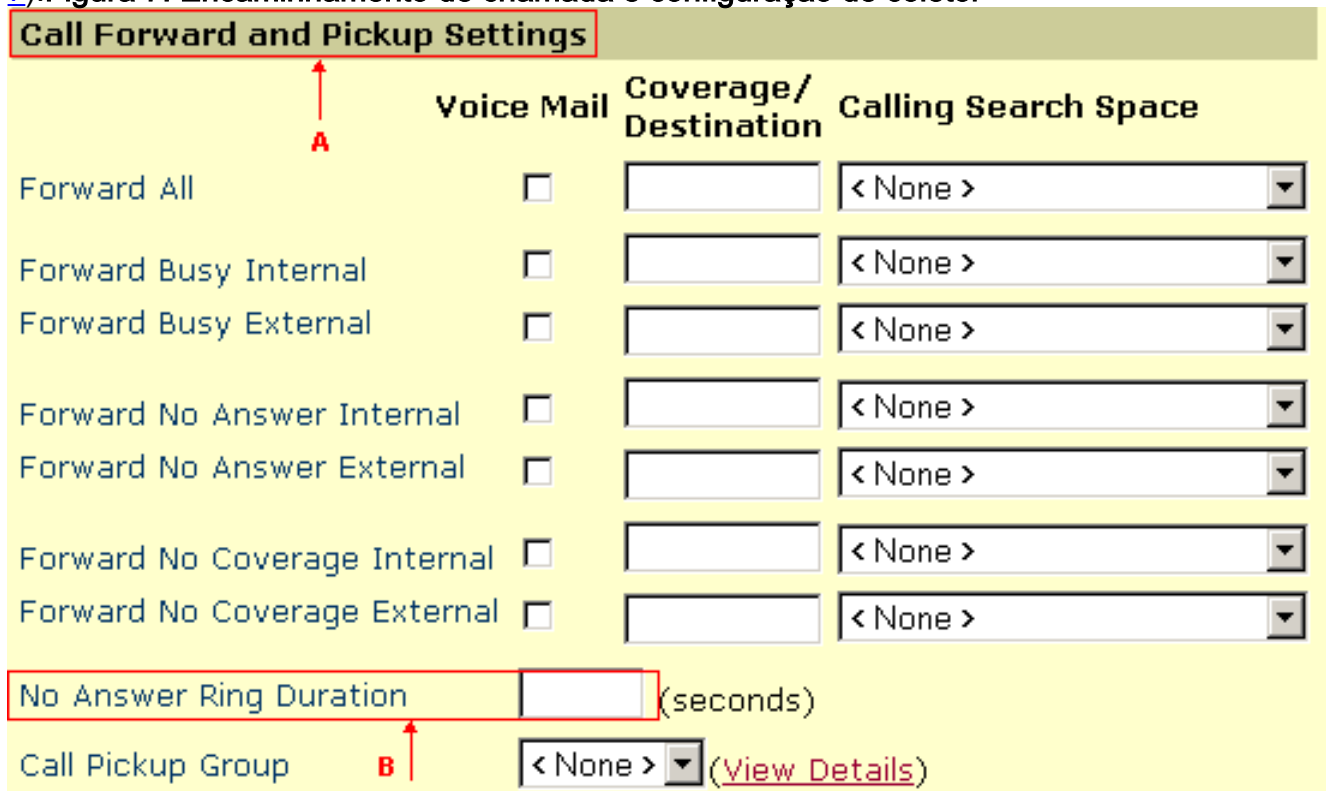 Call Forward and Pickup Settings
A
Voice Mail Coverage/ Destination Calling Search Space
Forward All < None >
Forward Busy Internal < None >
Forward Busy External < None >
Forward No Answer Internal < None >
Forward No Answer External < None >
Forward No Coverage Internal < None >
Forward No Coverage External < None >
No Answer Ring Duration (seconds)
Call Pickup Group B < None > (View Details)